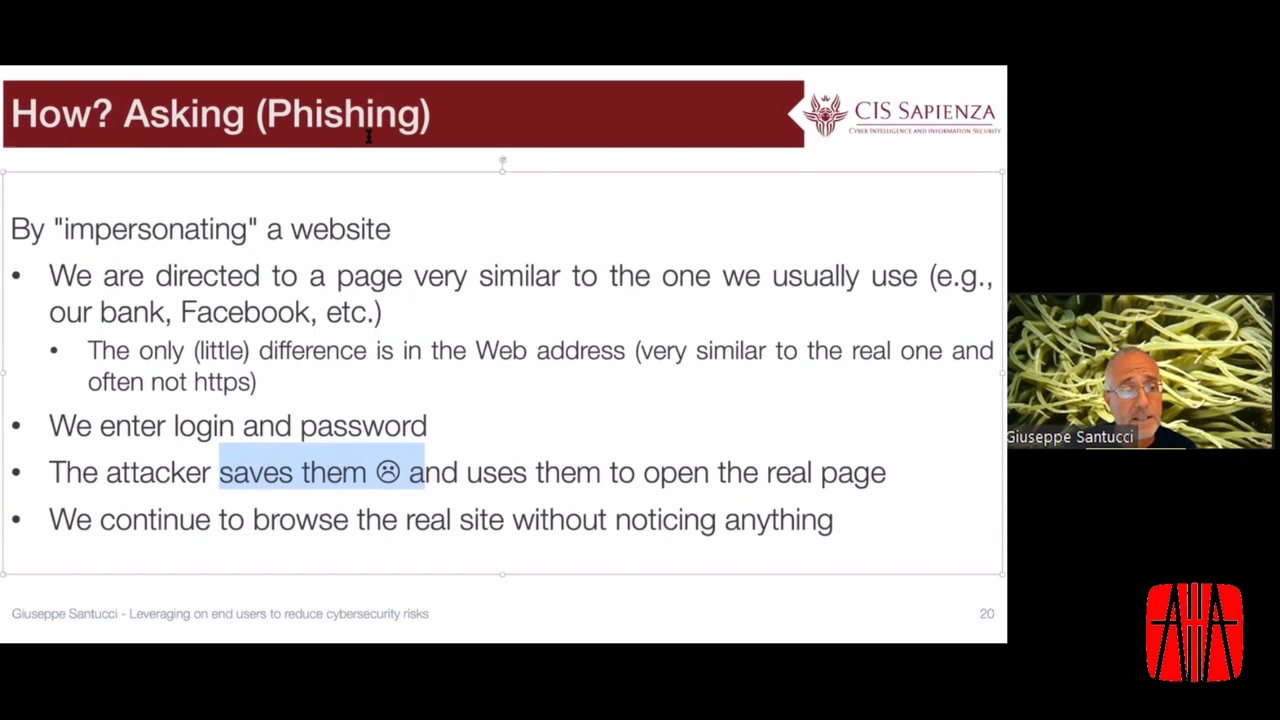 How? Asking (Phishing)
CIS SAPIENZA
CYBER INTELLIGENCE AND INFORMATION SECURITY
By "impersonating" a website
• We are directed to a page very similar to the one we usually use (e.g.,
our bank, Facebook, etc.)
• The only (little) difference is in the Web address (very similar to the real one and
often not https)
• We enter login and password
• The attacker saves them ☹ and uses them to open the real page
• We continue to browse the real site without noticing anything
Giuseppe Santucci - Leveraging on end users to reduce cybersecurity risks
20
Giuseppe Santucci